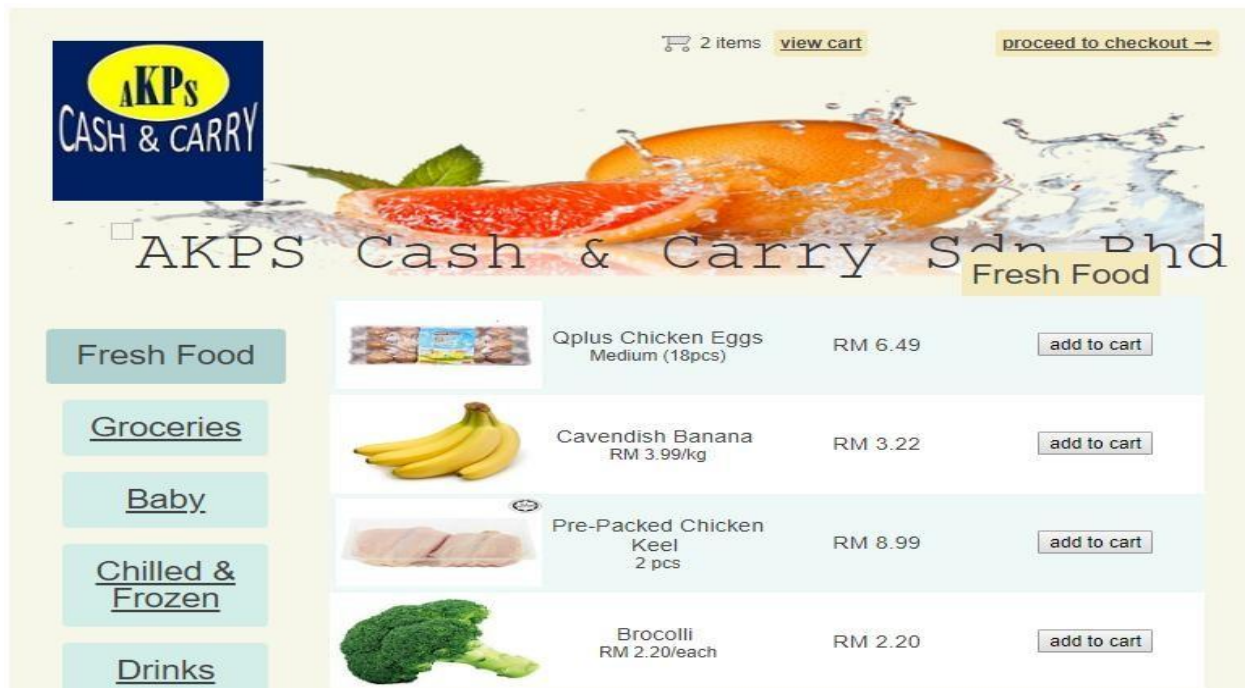 2 items view cart proceed to checkout →
AKPS
CASH & CARRY
AKPS Cash & Carry Sdn Bhd
Fresh Food
Fresh Food
Groceries
Baby
Chilled &
Frozen
Drinks
Qplus Chicken Eggs
Medium (18pcs)
RM 6.49
add to cart
Cavendish Banana
RM 3.99/kg
RM 3.22
add to cart
Pre-Packed Chicken
Keel
2 pcs
RM 8.99
add to cart
Brocolli
RM 2.20/each
RM 2.20
add to cart